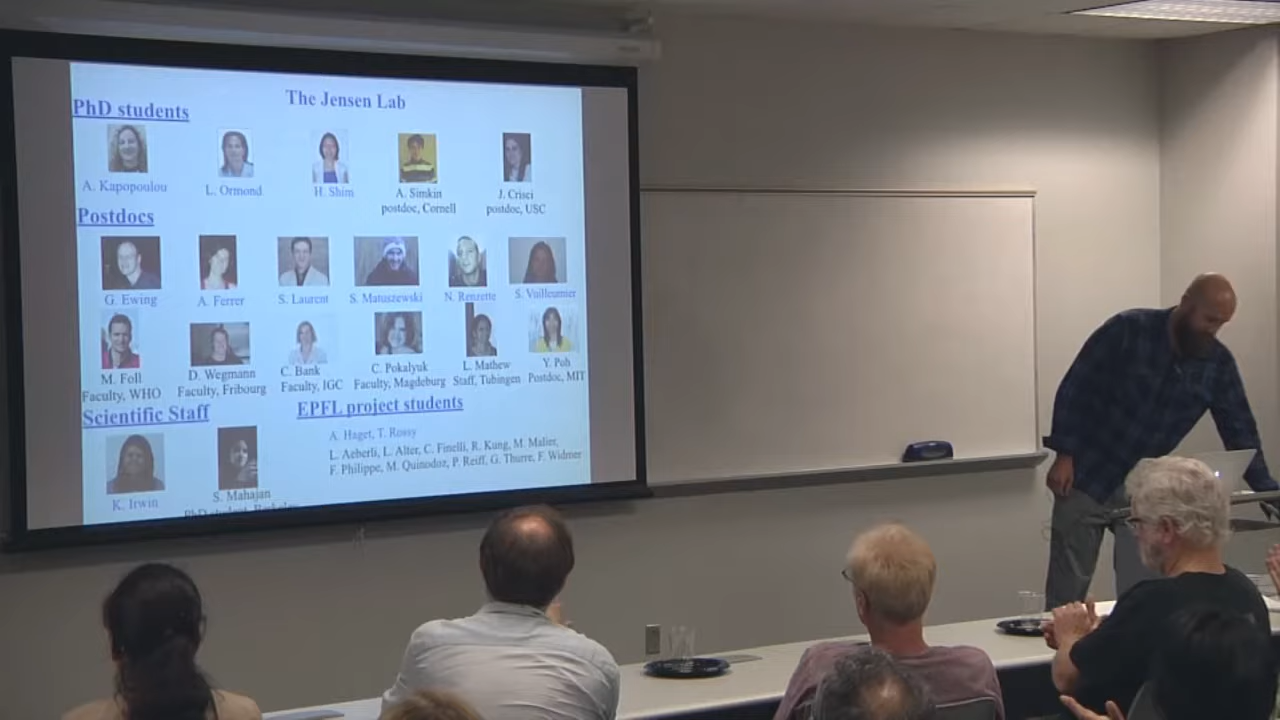 The Jensen Lab
PhD students
A. Kapopoulou
L. Ormond
H. Shim
A. Simkin
postdoc, Cornell
J. Crisci
postdoc, USC
Postdocs
G. Ewing
A. Ferrer
S. Laurent
S. Matuszewski
N. Renzette
S. Vuilleumier
M. Foll
Faculty, WHO
D. Wegmann
Faculty, Fribourg
C. Bank
Faculty, IGC
C. Pokalyuk
Faculty, Magdeburg
L. Mathew
Staff, Tubingen
Y. Poh
Postdoc, MIT
Scientific Staff
K. Irwin
S. Mahajan
PhD student, Berkeley
EPFL project students
A. Haget, T. Rossy
L. Aeberli, L. Alter, C. Finelli, R. Kung, M. Malier,
F. Philippe, M. Quinodoz, P. Reiff, G. Thurre, F. Widmer